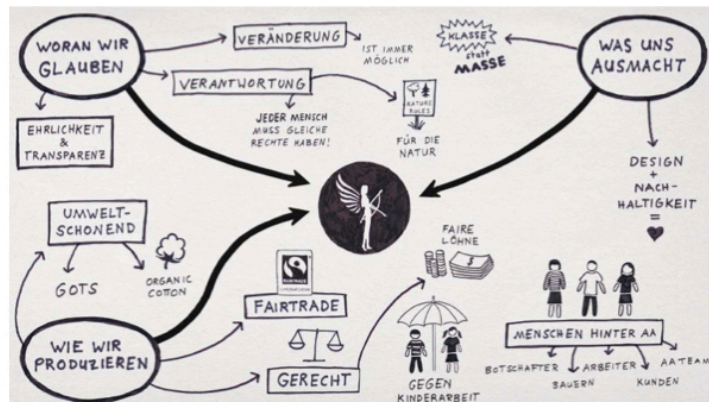 WORAN WIR
GLAUBEN
VERÄNDERUNG
IST IMMER
MÖGLICH
VERANTWORTUNG
JEDER MENSCH
MUSS GLEICHE
RECHTE HABEN!
NATURE
RULES
FÜR DIE
NATUR
EHRLICHKEIT
&
TRANSPARENZ
KLASSE
statt
MASSE
WAS UNS
AUSMACHT
DESIGN
+
NACH-
HALTIGKEIT
=
UMWELT-
SCHONEND
GOTS
ORGANIC
COTTON
WIE WIR
PRODUZIEREN
FAIRTRADE
GERECHT
FAIRE
LÖHNE
$
GEGEN
KINDERARBEIT
MENSCHEN HINTER AA
BOTSCHAFTER
BAUERN
ARBEITER
KUNDEN
AA TEAM